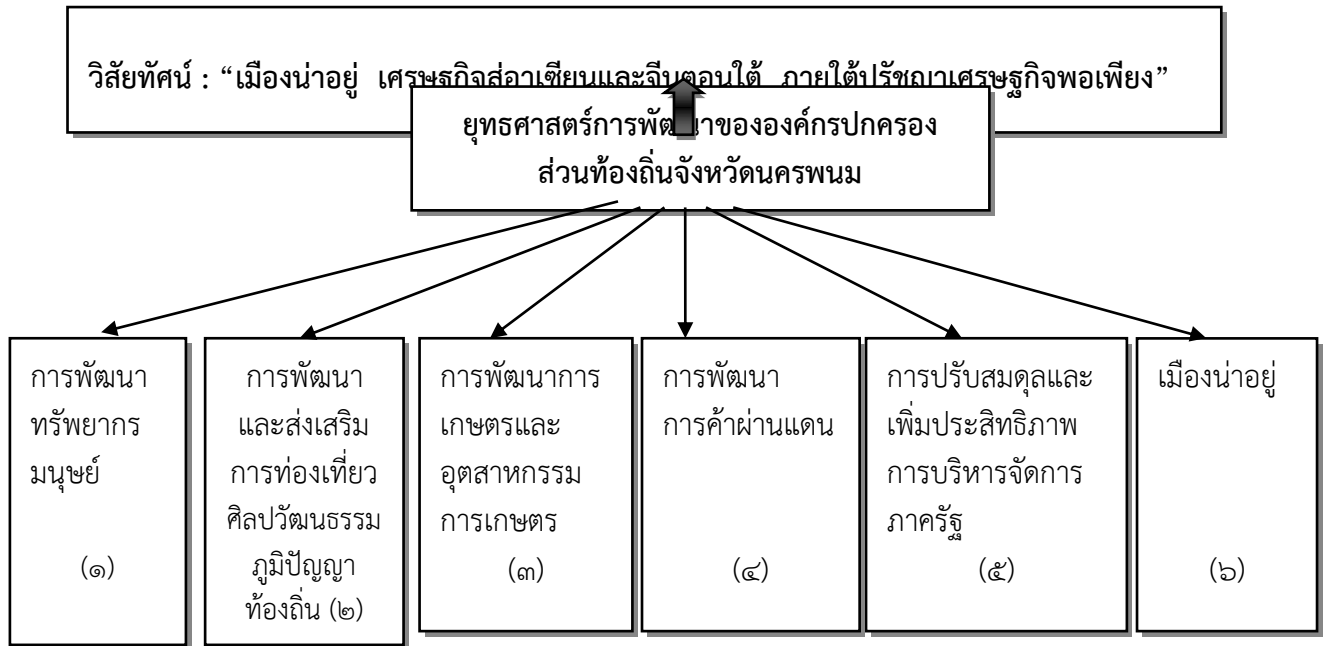 วิสัยทัศน์ : “เมืองน่าอยู่ เศรษฐกิจสู่อาเซียนและจีนตอนใต้ ภายใต้ปรัชญาเศรษฐกิจพอเพียง”
ยุทธศาสตร์การพัฒนาขององค์กรปกครอง
ส่วนท้องถิ่นจังหวัดนครพนม
การพัฒนา
ทรัพยากร
มนุษย์
(๑)
การพัฒนา
และส่งเสริม
การท่องเที่ยว
ศิลปวัฒนธรรม
ภูมิปัญญา
ท้องถิ่น (๒)
การพัฒนาการ
เกษตรและ
อุตสาหกรรม
การเกษตร
(๓)
การพัฒนา
การค้าผ่านแดน
(๔)
การปรับสมดุลและ
เพิ่มประสิทธิภาพ
การบริหารจัดการ
ภาครัฐ
(๕)
เมืองน่าอยู่
(๖)